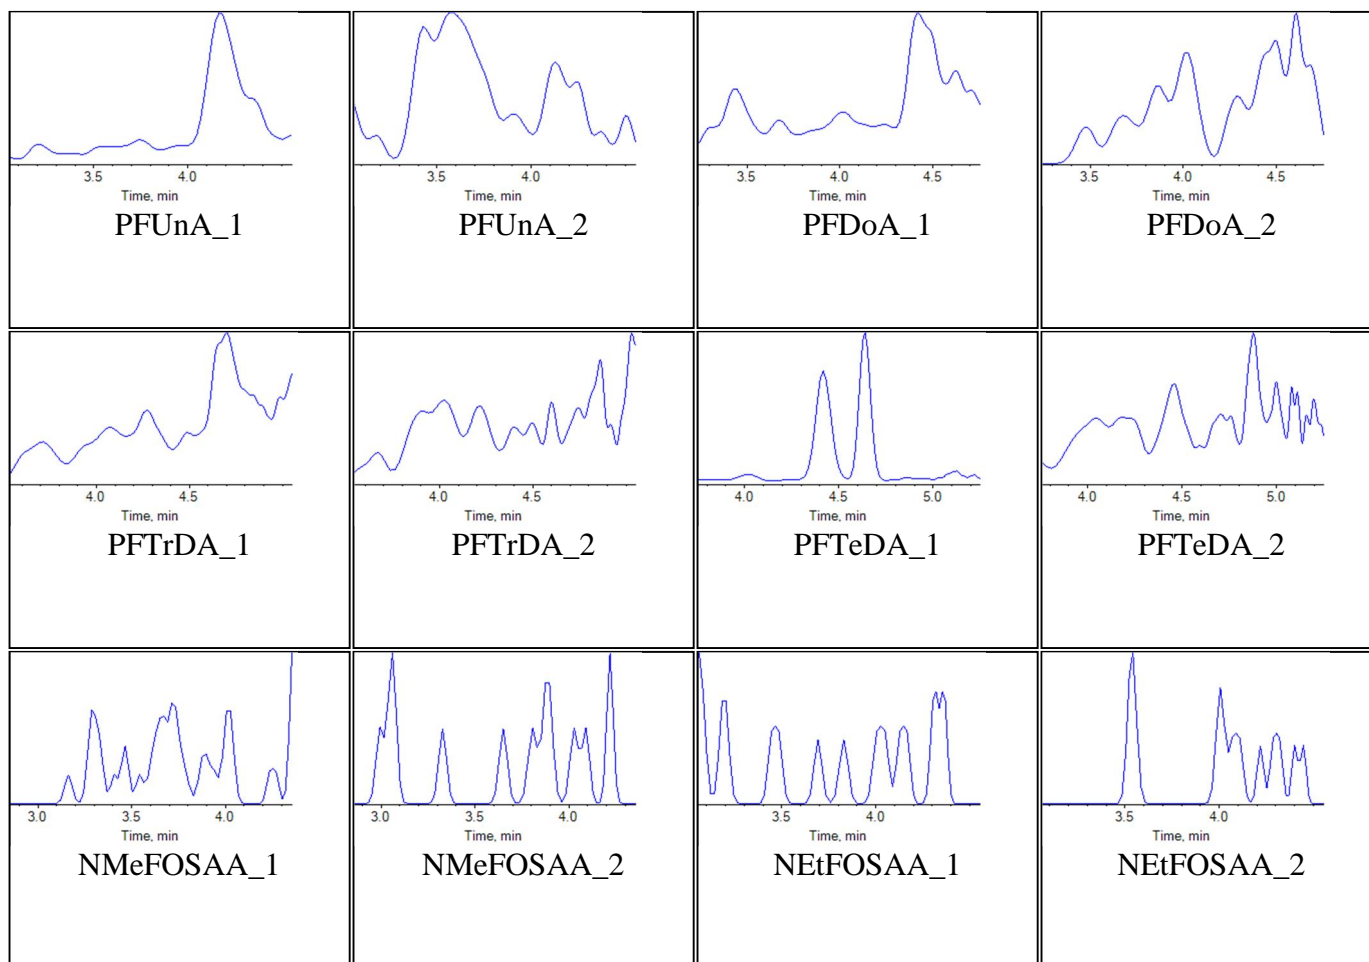 3.5 4.0
Time, min
PFUnA_1
3.5 4.0
Time, min
PFUnA_2
3.5 4.0 4.5
Time, min
PFDoA_1
3.5 4.0 4.5
Time, min
PFDoA_2
4.0 4.5
Time, min
PFTrDA_1
4.0 4.5
Time, min
PFTrDA_2
4.0 4.5 5.0
Time, min
PFTeDA_1
4.0 4.5 5.0
Time, min
PFTeDA_2
3.0 3.5 4.0
Time, min
NMeFOSAA_1
3.0 3.5 4.0
Time, min
NMeFOSAA_2
3.5 4.0
Time, min
NEtFOSAA_1
3.5 4.0
Time, min
NEtFOSAA_2